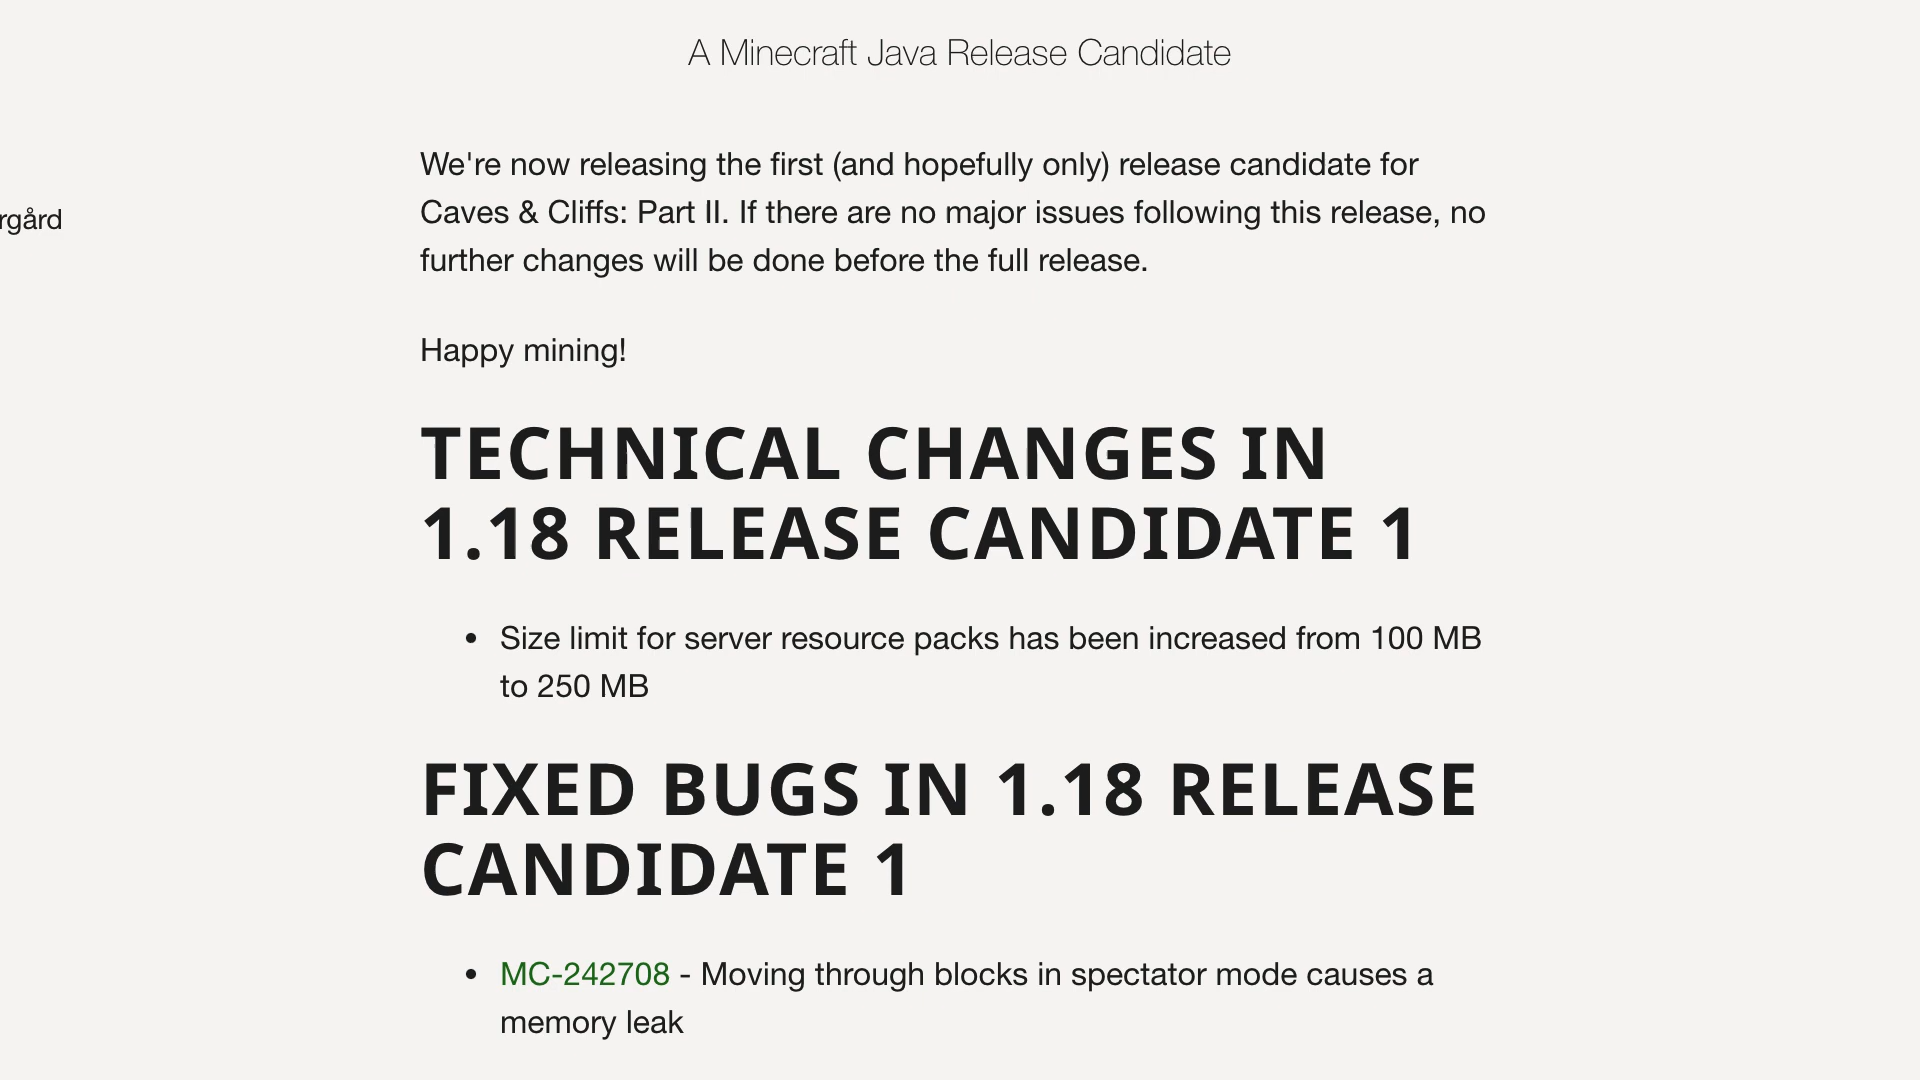 A Minecraft Java Release Candidate
We're now releasing the first (and hopefully only) release candidate for
Caves & Cliffs: Part II. If there are no major issues following this release, no
further changes will be done before the full release.
rgård
Happy mining!
TECHNICAL CHANGES IN
1.18 RELEASE CANDIDATE 1
• Size limit for server resource packs has been increased from 100 MB
to 250 MB
FIXED BUGS IN 1.18 RELEASE
CANDIDATE 1
• MC-242708 - Moving through blocks in spectator mode causes a
memory leak